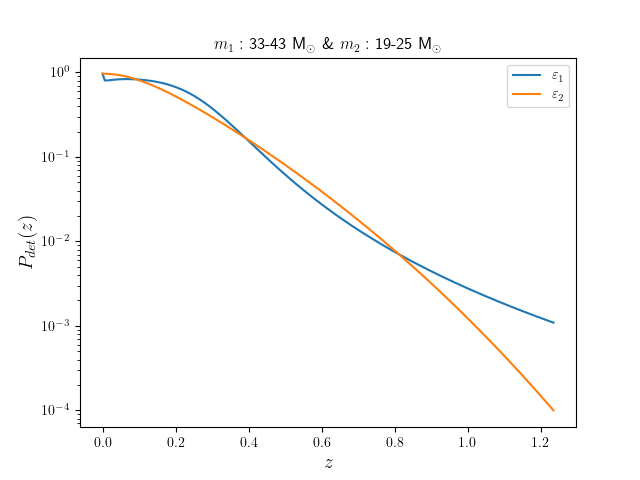 m₁ : 33-43 M☉ & m₂ : 19-25 M☉
10⁰
10⁻¹
10⁻²
10⁻³
10⁻⁴
P_det(z)
ε₁
ε₂
0.0 0.2 0.4 0.6 0.8 1.0 1.2
z